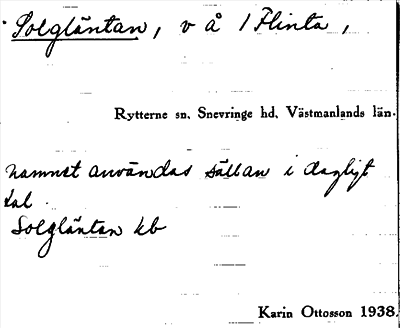 Solgläntan, v å 1 Flinta,
Rytterne sn. Snevringe hd. Västmanlands län.
namnet användas sällan i dagligt
tal.
Solgläntan kb
Karin Ottosson 1938.